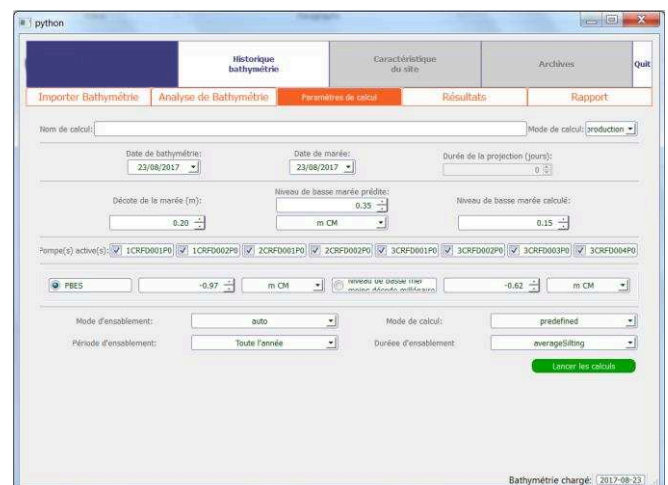 python
Historique
bathymétrie
Caractéristique
du site
Archives
Quit
Importer Bathymétrie
Analyse de Bathymétrie
Paramètres de calcul
Résultats
Rapport
Nom de calcul:
Mode de calcul: production
Date de bathymétrie:
23/08/2017
Date de marée:
23/08/2017
Durée de la projection (jours):
0
Décote de la marée (m):
0.20
Niveau de basse marée prédite:
0.35
m CM
Niveau de basse marée calculé:
0.15
Pompe(s) active(s): 1CRFD001P0 1CRFD002P0 2CRFD001P0 2CRFD002P0 3CRFD001P0 3CRFD002P0 3CRFD003P0 3CRFD004P0
PBES -0.97 m CM Niveau de basse mer
moins décode millénaire
-0.62 m CM
Mode d'ensablement: auto Mode de calcul: predefined
Période d'ensablement: Toute l'année Duréee d'ensablement averageSilting
Lancer les calculs
Bathymétrie chargé: 2017-08-23